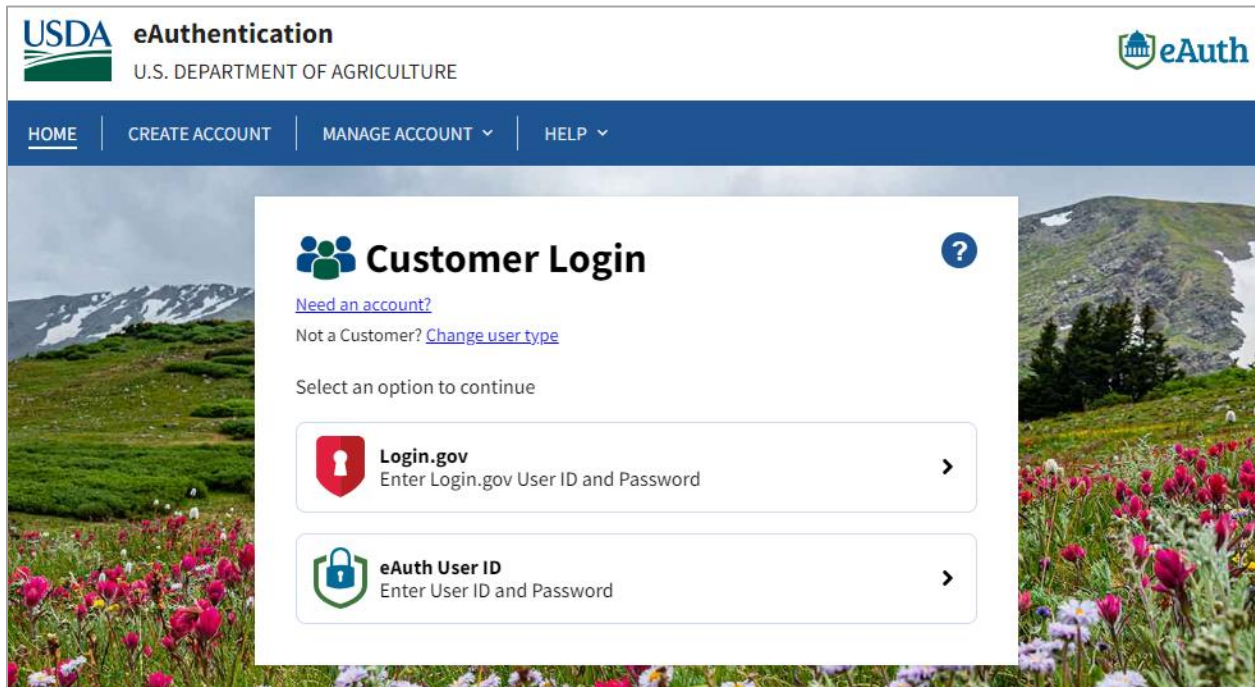 USDA
eAuthentication
U.S. DEPARTMENT OF AGRICULTURE
eAuth
HOME
CREATE ACCOUNT
MANAGE ACCOUNT
HELP
Customer Login
?
Need an account?
Not a Customer? Change user type
Select an option to continue
Login.gov
Enter Login.gov User ID and Password
eAuth User ID
Enter User ID and Password